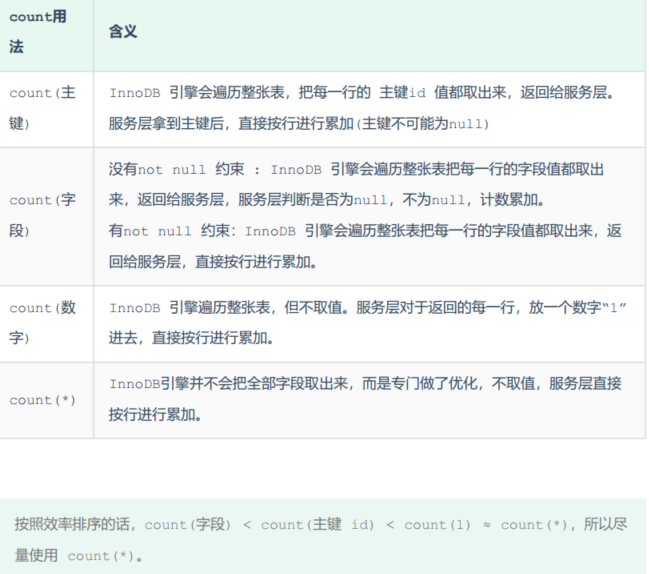 count用
法
含义
count(主
键)
InnoDB 引擎会遍历整张表，把每一行的 主键id 值都取出来，返回给服务层。
服务层拿到主键后，直接按行进行累加(主键不可能为null)
count(字
段)
没有not null 约束 : InnoDB 引擎会遍历整张表把每一行的字段值都取出
来，返回给服务层，服务层判断是否为null，不为null，计数累加。
有not null 约束：InnoDB 引擎会遍历整张表把每一行的字段值都取出来，返
回给服务层，直接按行进行累加。
count(数
字)
InnoDB 引擎遍历整张表，但不取值。服务层对于返回的每一行，放一个数字“1”
进去，直接按行进行累加。
count(*)
InnoDB引擎并不会把全部字段取出来，而是专门做了优化，不取值，服务层直接
按行进行累加。
按照效率排序的话，count(字段) < count(主键 id) < count(1) ≈ count(*)，所以尽
量使用 count(*)。